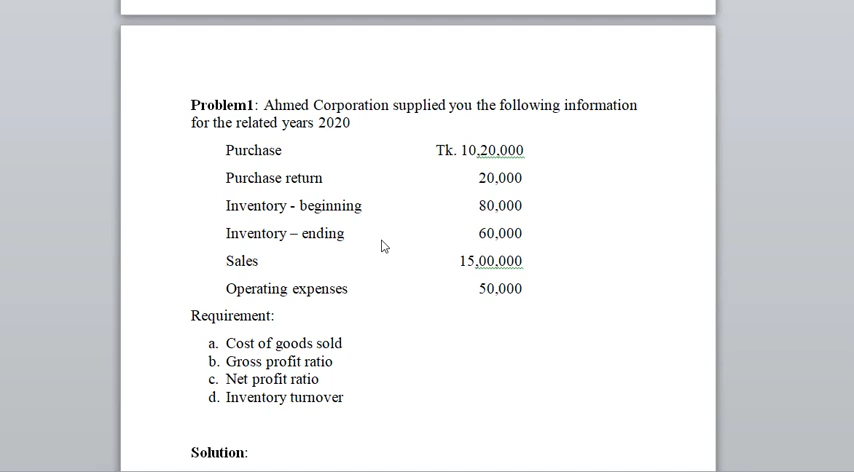 Problem1: Ahmed Corporation supplied you the following information
for the related years 2020
Purchase Tk. 10,20,000
Purchase return 20,000
Inventory - beginning 80,000
Inventory – ending 60,000
Sales 15,00,000
Operating expenses 50,000
Requirement:
a. Cost of goods sold
b. Gross profit ratio
c. Net profit ratio
d. Inventory turnover
Solution: